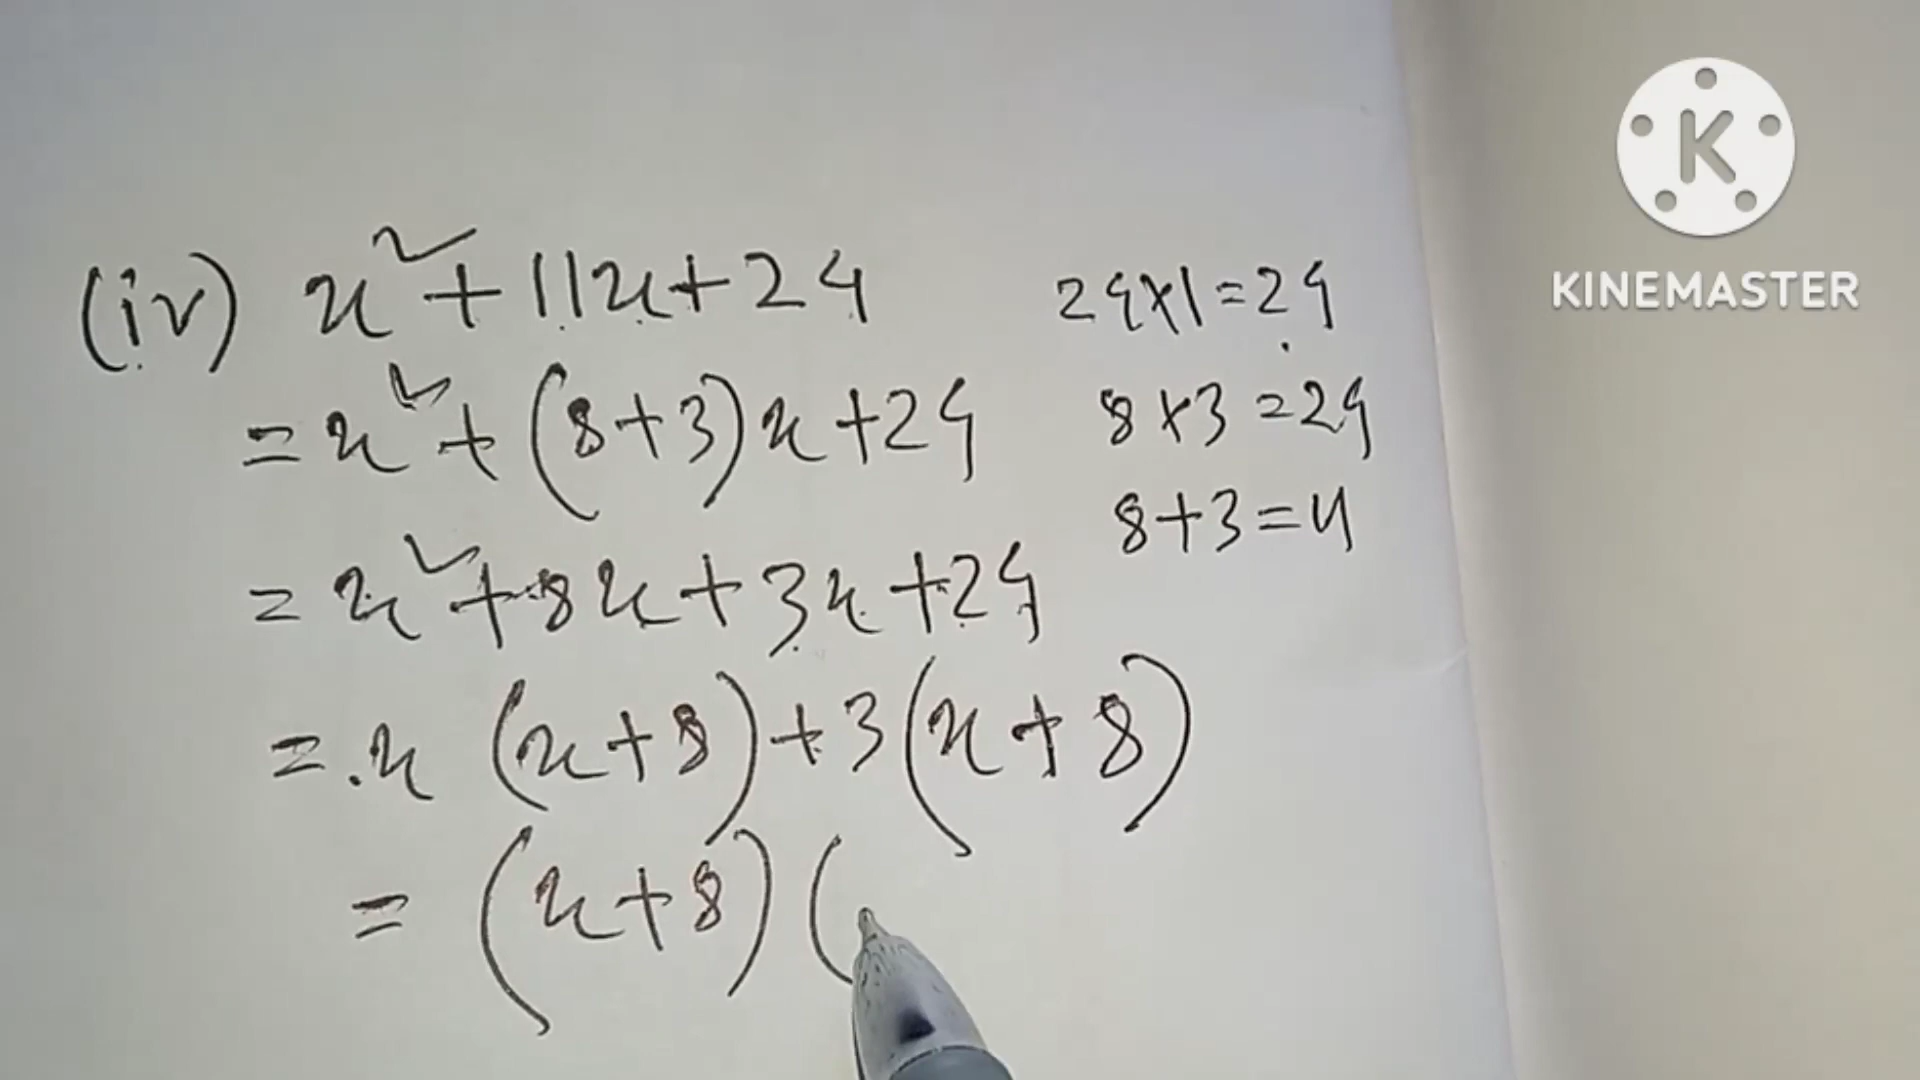 (iv) x² + 11x + 24
= x² + (8+3)x + 24
= x² + 8x + 3x + 24
= x (x+8) + 3(x+8)
= (x+8) (
24×1=24
8×3=24
8+3=11
K
KINEMASTER